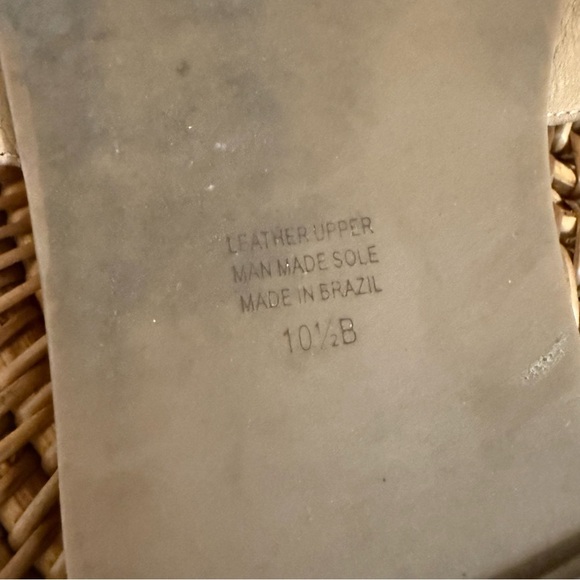 LEATHER UPPER
MAN MADE SOLE
MADE IN BRAZIL
10½B